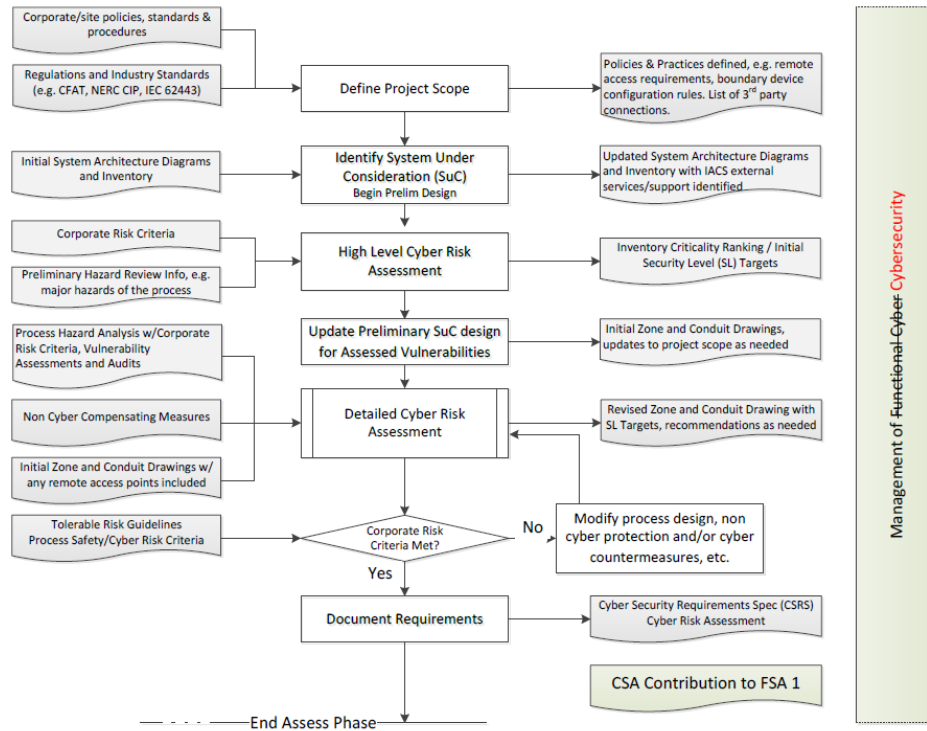 Corporate/site policies, standards &
procedures
Regulations and Industry Standards
(e.g. CFAT, NERC CIP, IEC 62443)
Define Project Scope
Policies & Practices defined, e.g. remote
access requirements, boundary device
configuration rules. List of 3rd party
connections.
Initial System Architecture Diagrams
and Inventory
Identify System Under
Consideration (SuC)
Begin Prelim Design
Updated System Architecture Diagrams
and Inventory with IACS external
services/support identified
Corporate Risk Criteria
Preliminary Hazard Review Info, e.g.
major hazards of the process
High Level Cyber Risk
Assessment
Inventory Criticality Ranking / Initial
Security Level (SL) Targets
Update Preliminary SuC design
for Assessed Vulnerabilities
Initial Zone and Conduit Drawings,
updates to project scope as needed
Process Hazard Analysis w/Corporate
Risk Criteria, Vulnerability
Assessments and Audits
Non Cyber Compensating Measures
Initial Zone and Conduit Drawings w/
any remote access points included
Detailed Cyber Risk
Assessment
Revised Zone and Conduit Drawing with
SL Targets, recommendations as needed
Tolerable Risk Guidelines
Process Safety/Cyber Risk Criteria
Corporate Risk
Criteria Met?
No
Modify process design, non
cyber protection and/or cyber
countermeasures, etc.
Yes
Document Requirements
Cyber Security Requirements Spec (CSRS)
Cyber Risk Assessment
CSA Contribution to FSA 1
End Assess Phase
Management of Functional Cyber Cybersecurity